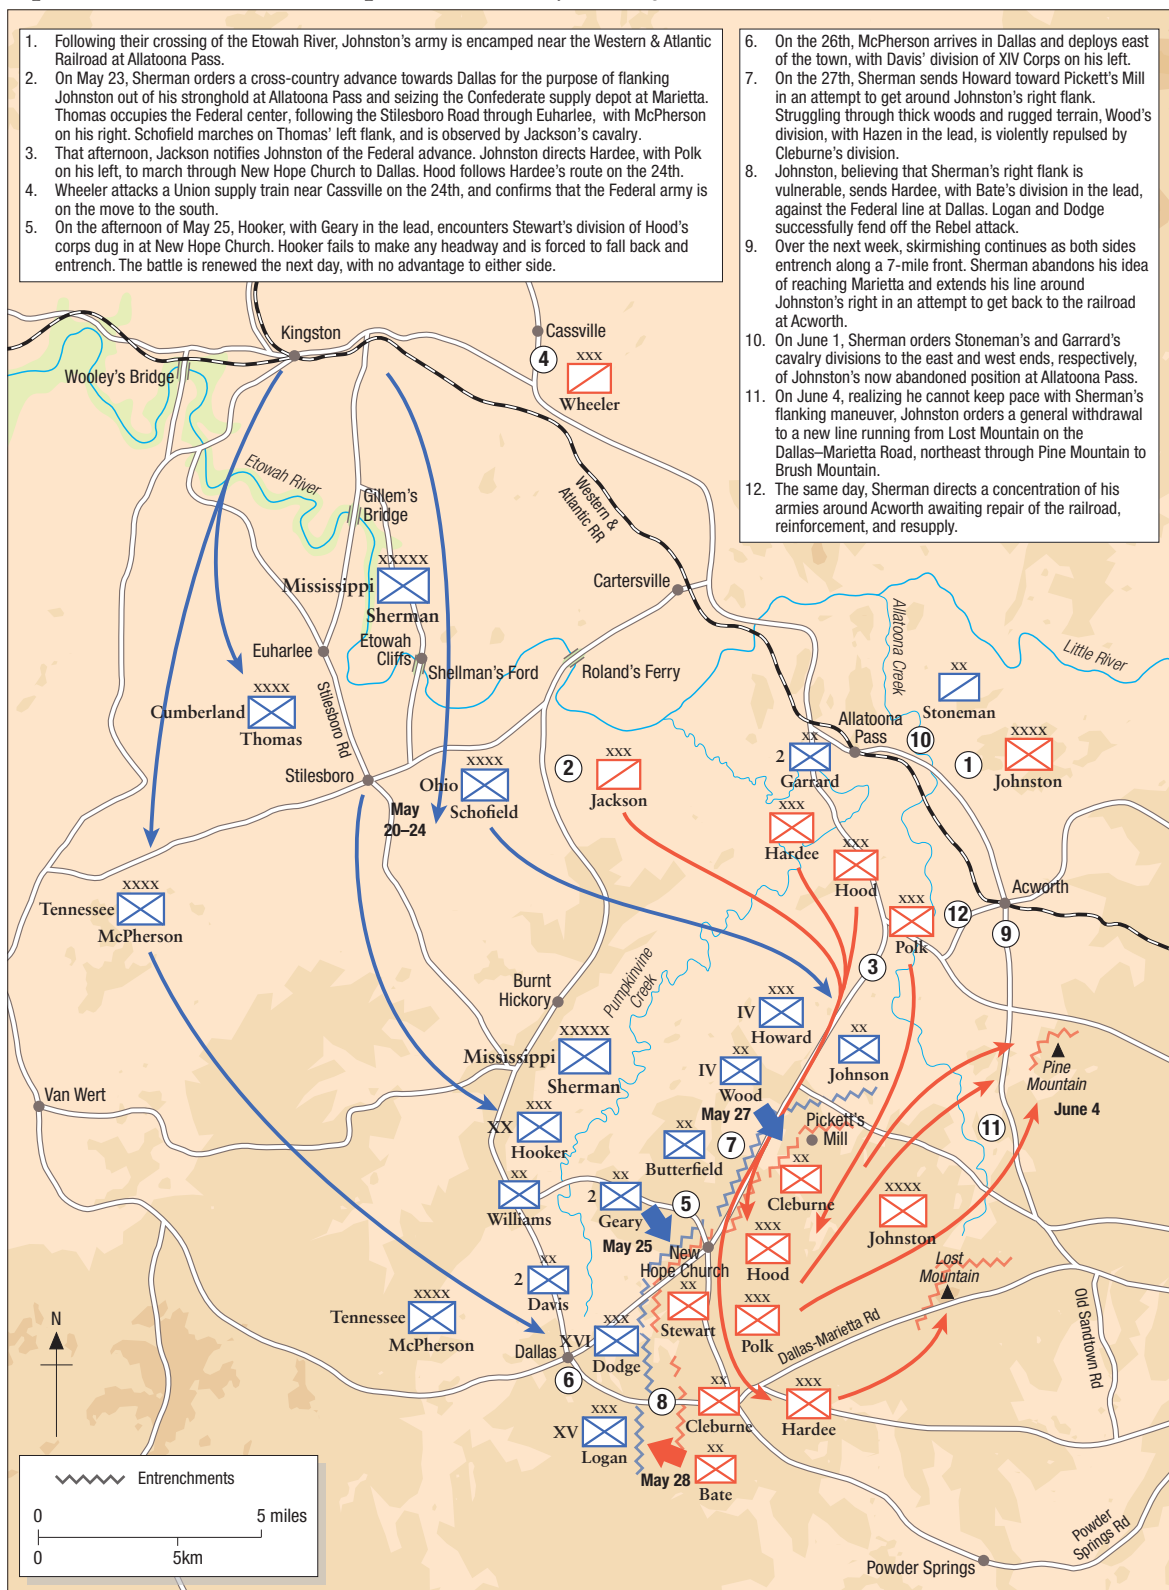 1. Following their crossing of the Etowah River, Johnston’s army is encamped near the Western & Atlantic
Railroad at Allatoona Pass.
2. On May 23, Sherman orders a cross-country advance towards Dallas for the purpose of flanking
Johnston out of his stronghold at Allatoona Pass and seizing the Confederate supply depot at Marietta.
Thomas occupies the Federal center, following the Stilesboro Road through Euharlee, with McPherson
on his right. Schofield marches on Thomas’ left flank, and is observed by Jackson’s cavalry.
3. That afternoon, Jackson notifies Johnston of the Federal advance. Johnston directs Hardee, with Polk
on his left, to march through New Hope Church to Dallas. Hood follows Hardee’s route on the 24th.
4. Wheeler attacks a Union supply train near Cassville on the 24th, and confirms that the Federal army is
on the move to the south.
5. On the afternoon of May 25, Hooker, with Geary in the lead, encounters Stewart’s division of Hood’s
corps dug in at New Hope Church. Hooker fails to make any headway and is forced to fall back and
entrench. The battle is renewed the next day, with no advantage to either side.
6. On the 26th, McPherson arrives in Dallas and deploys east
of the town, with Davis’ division of XIV Corps on his left.
7. On the 27th, Sherman sends Howard toward Pickett’s Mill
in an attempt to get around Johnston’s right flank.
Struggling through thick woods and rugged terrain, Wood’s
division, with Hazen in the lead, is violently repulsed by
Cleburne’s division.
8. Johnston, believing that Sherman’s right flank is
vulnerable, sends Hardee, with Bate’s division in the lead,
against the Federal line at Dallas. Logan and Dodge
successfully fend off the Rebel attack.
9. Over the next week, skirmishing continues as both sides
entrench along a 7-mile front. Sherman abandons his idea
of reaching Marietta and extends his line around
Johnston’s right in an attempt to get back to the railroad
at Acworth.
10. On June 1, Sherman orders Stoneman’s and Garrard’s
cavalry divisions to the east and west ends, respectively,
of Johnston’s now abandoned position at Allatoona Pass.
11. On June 4, realizing he cannot keep pace with Sherman’s
flanking maneuver, Johnston orders a general withdrawal
to a new line running from Lost Mountain on the
Dallas–Marietta Road, northeast through Pine Mountain to
Brush Mountain.
12. The same day, Sherman directs a concentration of his
armies around Acworth awaiting repair of the railroad,
reinforcement, and resupply.
Kingston
Cassville
4
XXX
Wheeler
Wooley’s Bridge
Etowah River
Gillem’s
Bridge
Western &
Atlantic RR
XXXXX
Mississippi
Sherman
Cartersville
Allatoona Creek
Little River
Euharlee
Etowah
Cliffs
Shellman’s Ford
Roland’s Ferry
XX
Stoneman
XXXX
Cumberland
Thomas
Stilesboro Rd
Allatoona
Pass
10
XX
2
Garrard
1
XXXX
Johnston
Stilesboro
XXXX
Ohio
Schofield
May
20–24
2
XXX
Jackson
XXX
Hardee
XXX
Hood
XXXX
Tennessee
McPherson
XXX
Polk
12
Acworth
9
3
Burnt
Hickory
Pumpkinvine
Creek
XXX
IV
Howard
XX
Johnson
XXXXX
Mississippi
Sherman
XX
IV
Wood
May 27
Pine
Mountain
June 4
Van Wert
XXX
XX
Hooker
7
Pickett’s
Mill
11
XX
Butterfield
XX
Cleburne
XX
Williams
XX
2
Geary
5
May 25
XXXX
Johnston
New
Hope Church
XXX
Hood
Lost
Mountain
XX
2
Davis
XX
Stewart
XXX
Polk
Old Sandtown Rd
N
XXXX
Tennessee
McPherson
XXX
XVI
Dodge
Dallas
Dallas-Marietta Rd
6
8
XX
Cleburne
XXX
Hardee
XXX
XV
Logan
May 28
XX
Bate
Entrenchments
0 5 miles
0 5km
Powder
Springs Rd
Powder Springs